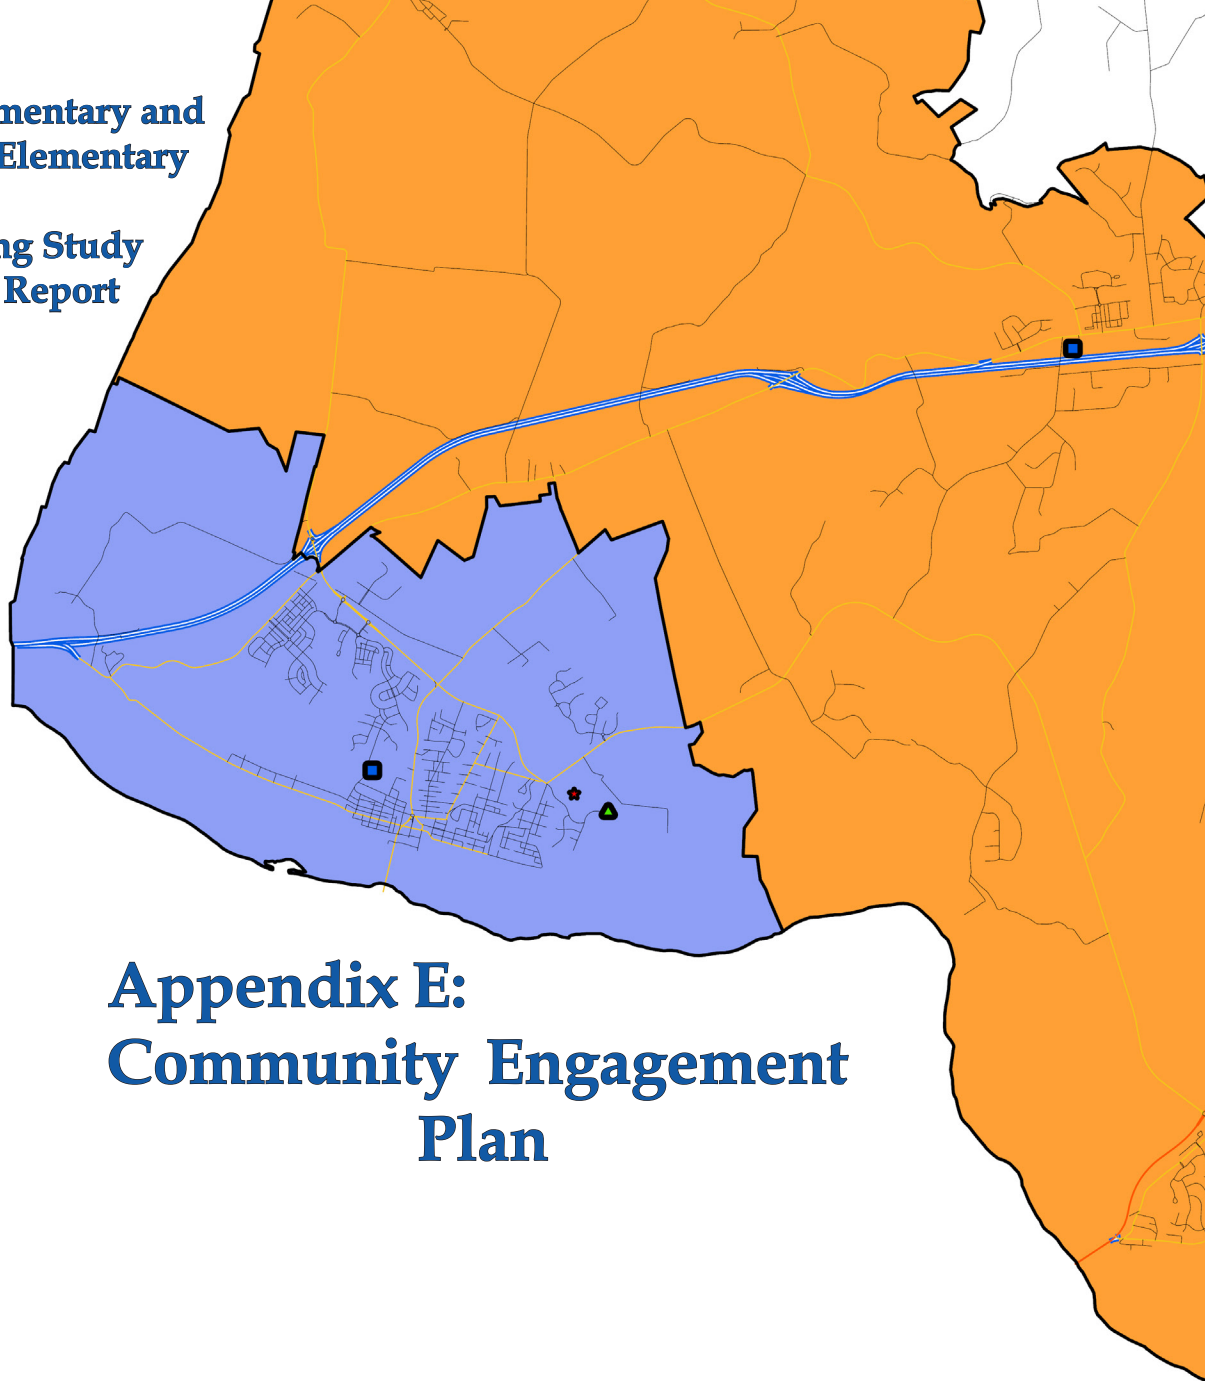 mentary and
Elementary
ng Study
Report
Appendix E:
Community Engagement
Plan